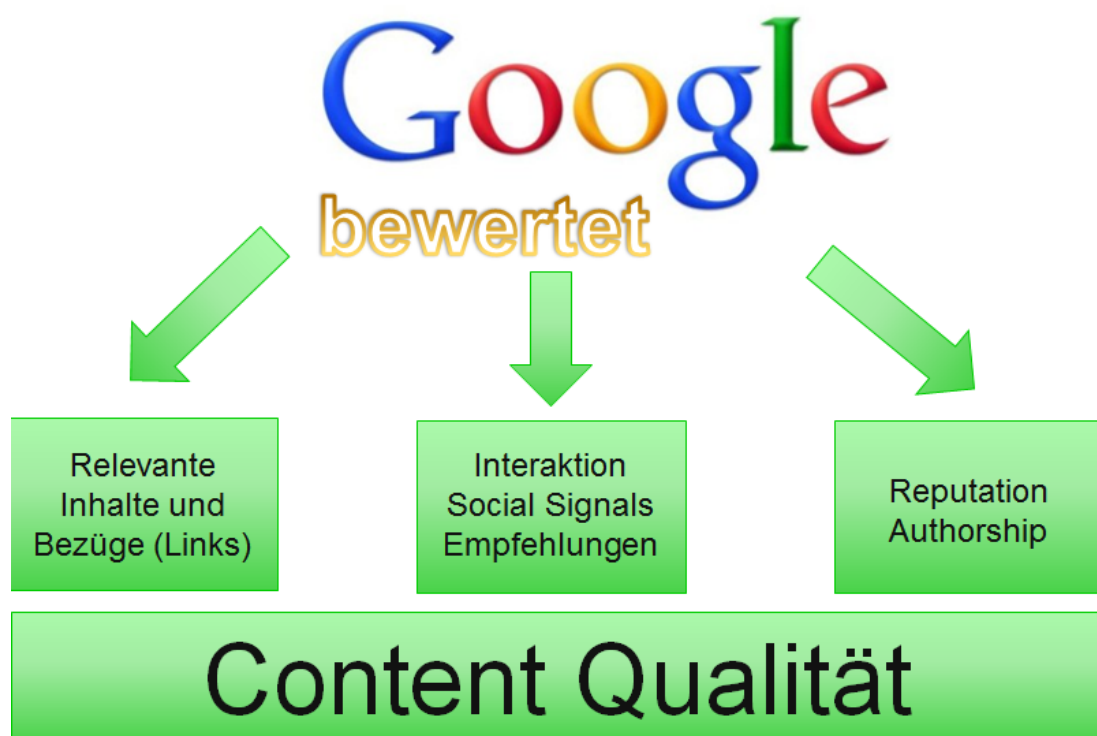 Google
bewertet
Relevante
Inhalte und
Bezüge (Links)
Interaktion
Social Signals
Empfehlungen
Reputation
Authorship
Content Qualität